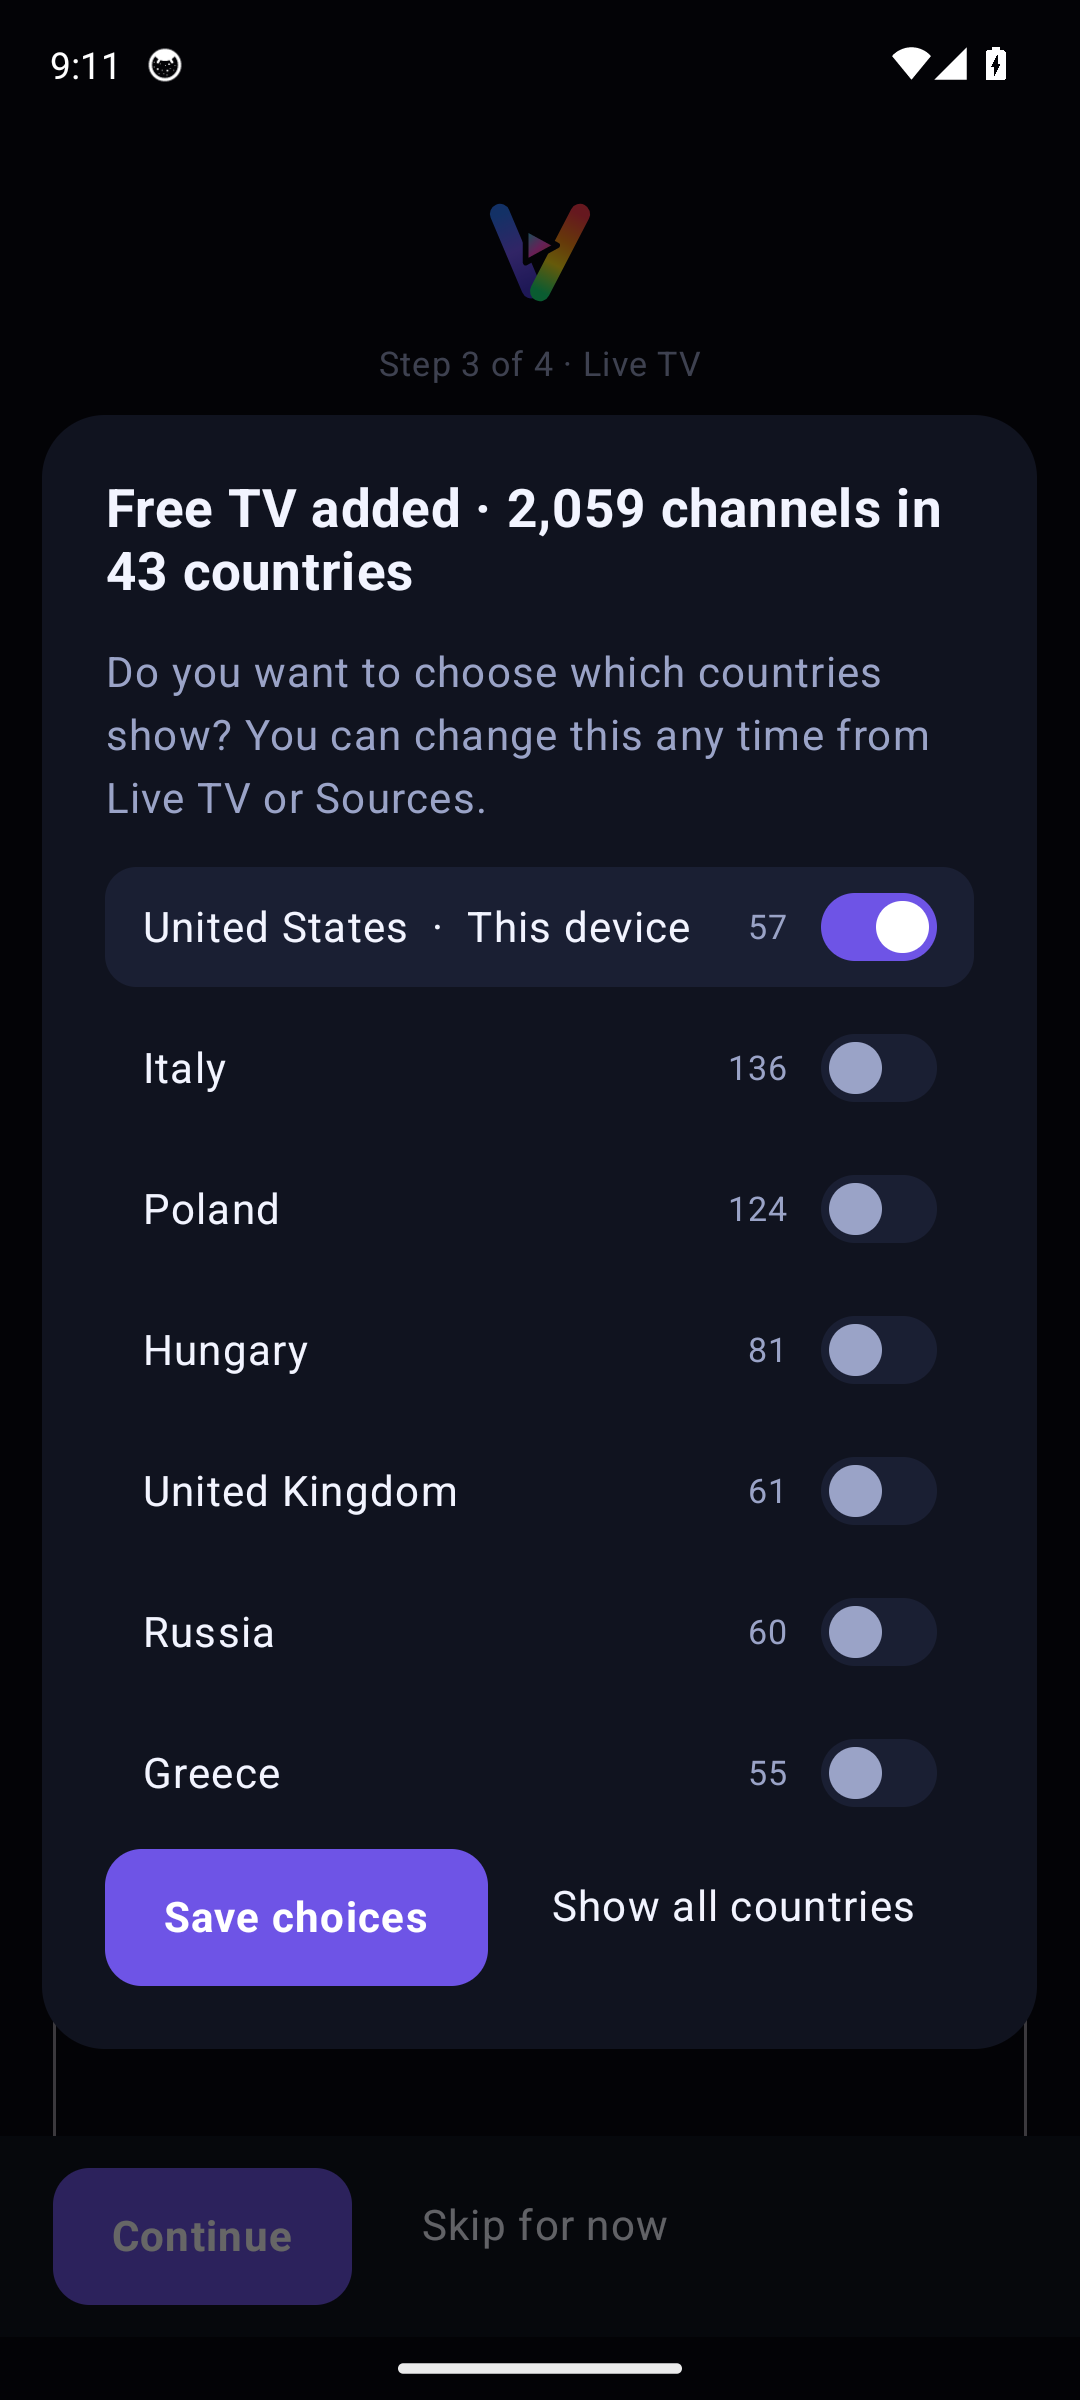 9:11
Step 3 of 4 · Live TV
Free TV added · 2,059 channels in
43 countries
Do you want to choose which countries
show? You can change this any time from
Live TV or Sources.
United States · This device 57
Italy 136
Poland 124
Hungary 81
United Kingdom 61
Russia 60
Greece 55
Save choices Show all countries
Continue Skip for now